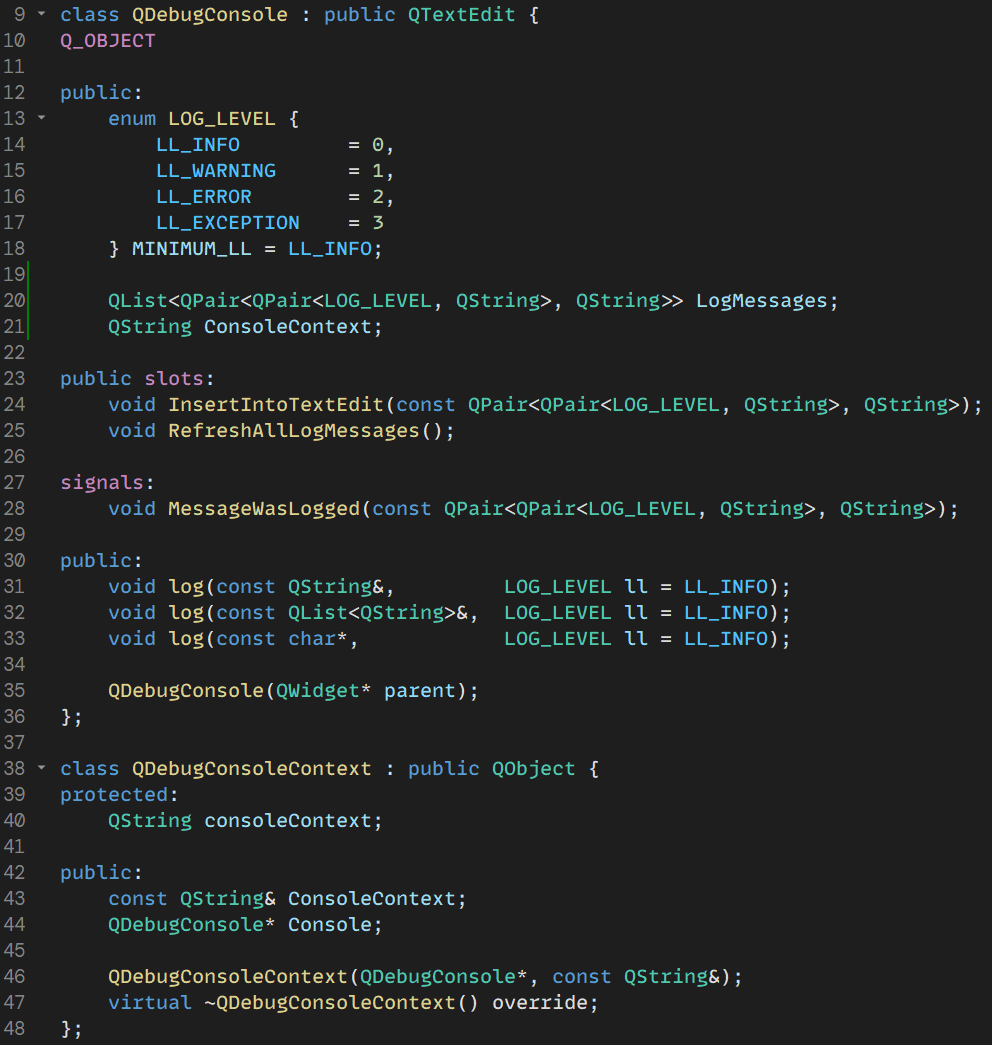 9 class QDebugConsole : public QTextEdit {
10 Q_OBJECT
11
12 public:
13     enum LOG_LEVEL {
14         LL_INFO         = 0,
15         LL_WARNING      = 1,
16         LL_ERROR        = 2,
17         LL_EXCEPTION    = 3
18     } MINIMUM_LL = LL_INFO;
19
20     QList<QPair<QPair<LOG_LEVEL, QString>, QString>> LogMessages;
21     QString ConsoleContext;
22
23 public slots:
24     void InsertIntoTextEdit(const QPair<QPair<LOG_LEVEL, QString>, QString>);
25     void RefreshAllLogMessages();
26
27 signals:
28     void MessageWasLogged(const QPair<QPair<LOG_LEVEL, QString>, QString>);
29
30 public:
31     void log(const QString&,         LOG_LEVEL ll = LL_INFO);
32     void log(const QList<QString>&,  LOG_LEVEL ll = LL_INFO);
33     void log(const char*,            LOG_LEVEL ll = LL_INFO);
34
35     QDebugConsole(QWidget* parent);
36 };
37
38 class QDebugConsoleContext : public QObject {
39 protected:
40     QString consoleContext;
41
42 public:
43     const QString& ConsoleContext;
44     QDebugConsole* Console;
45
46     QDebugConsoleContext(QDebugConsole*, const QString&);
47     virtual ~QDebugConsoleContext() override;
48 };